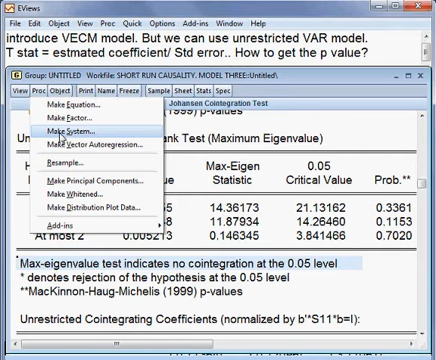 EViews
File Edit Object View Proc Quick Options Add-ins Window Help
introduce VECM model. But we can use unrestricted VAR model.
T stat = estmated coefficient/ Std error.. How to get the p value?
G Group: UNTITLED Workfile: SHORT RUN CAUSALITY. MODEL THREE::Untitled\
View Proc Object Print Name Freeze Sample Sheet Stats Spec
Johansen Cointegration Test
Make Equation...
Make Factor...
Make System...
Make Vector Autoregression...
Resample...
Make Principal Components...
Make Whitened...
Make Distribution Plot Data...
Add-ins
Rank Test (Maximum Eigenvalue)
Max-Eigen 0.05
Statistic Critical Value Prob.**
14.36173 21.13162 0.3361
11.87934 14.26460 0.1153
At most 2 0.005213 0.146345 3.841466 0.7020
Max-eigenvalue test indicates no cointegration at the 0.05 level
* denotes rejection of the hypothesis at the 0.05 level
**MacKinnon-Haug-Michelis (1999) p-values
Unrestricted Cointegrating Coefficients (normalized by b'*S11*b=I):